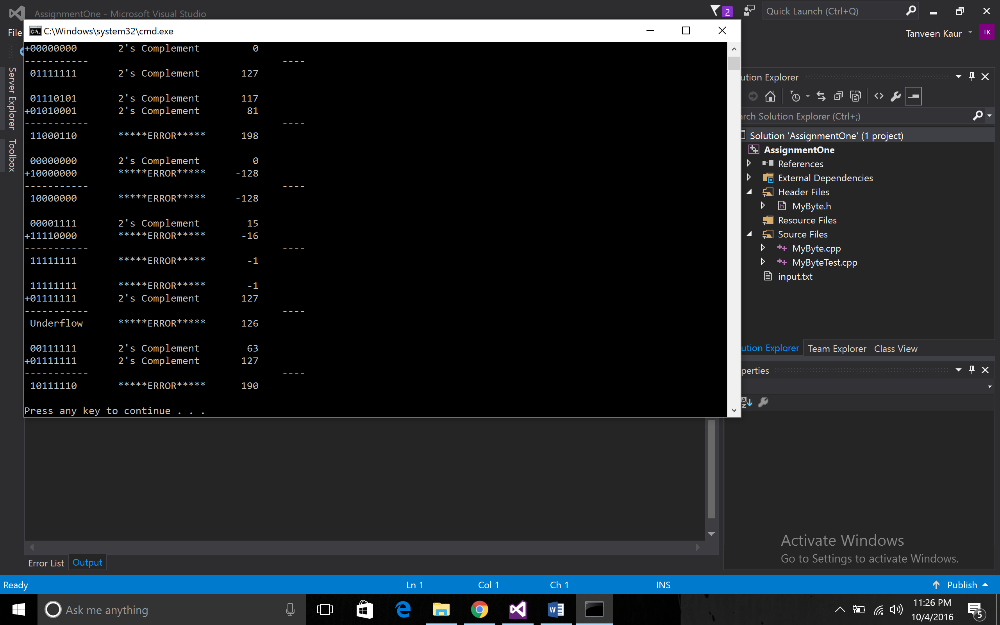 AssignmentOne - Microsoft Visual Studio
2
Quick Launch (Ctrl+Q)
File
C:\Windows\system32\cmd.exe
Tanveen Kaur
TK
+00000000 2's Complement 0
----------- ----
01111111 2's Complement 127
01110101 2's Complement 117
+01010001 2's Complement 81
----------- ----
11000110 *****ERROR***** 198
00000000 2's Complement 0
+10000000 *****ERROR***** -128
----------- ----
10000000 *****ERROR***** -128
00001111 2's Complement 15
+11110000 *****ERROR***** -16
----------- ----
11111111 *****ERROR***** -1
11111111 *****ERROR***** -1
+01111111 2's Complement 127
----------- ----
Underflow *****ERROR***** 126
00111111 2's Complement 63
+01111111 2's Complement 127
----------- ----
10111110 *****ERROR***** 190
Press any key to continue . . .
Server Explorer
Toolbox
ution Explorer
arch Solution Explorer (Ctrl+;)
Solution 'AssignmentOne' (1 project)
AssignmentOne
References
External Dependencies
Header Files
MyByte.h
Resource Files
Source Files
MyByte.cpp
MyByteTest.cpp
input.txt
ution Explorer Team Explorer Class View
perties
Activate Windows
Go to Settings to activate Windows.
Error List Output
Ready Ln 1 Col 1 Ch 1 INS Publish
Ask me anything
11:26 PM
10/4/2016
5